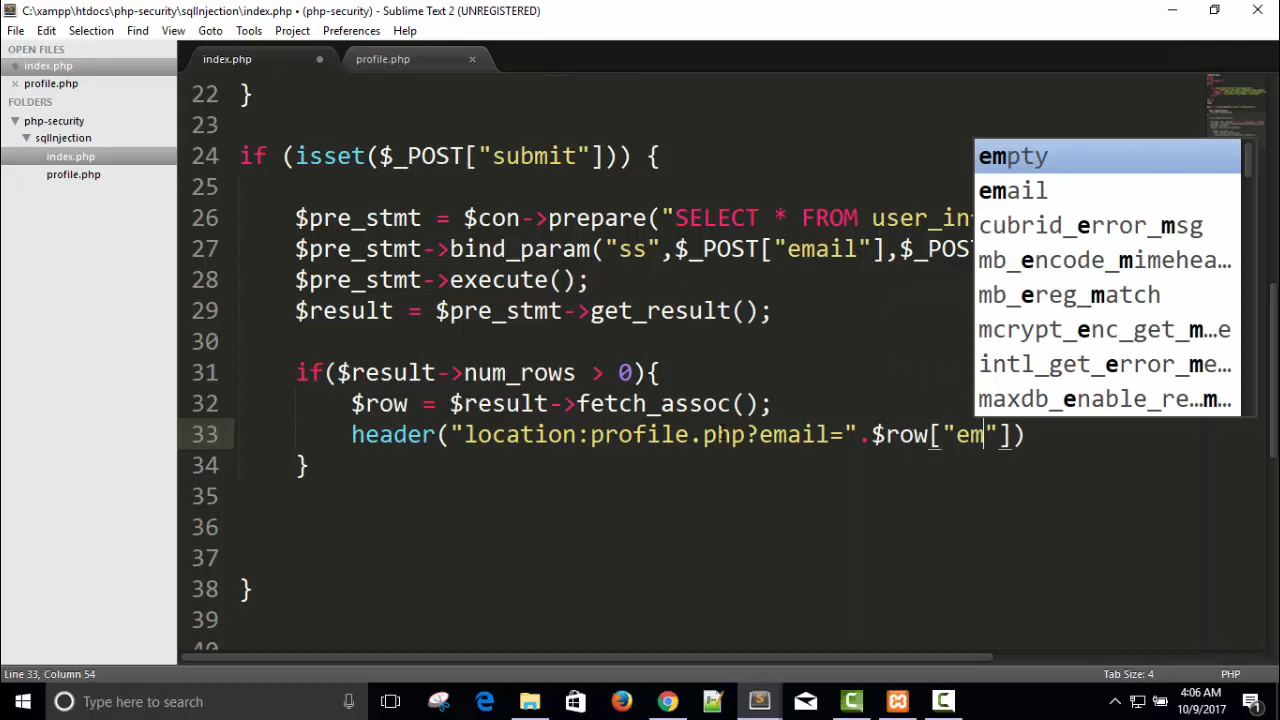 C:\xampp\htdocs\php-security\sqlInjection\index.php • (php-security) - Sublime Text 2 (UNREGISTERED)
File Edit Selection Find View Goto Tools Project Preferences Help
OPEN FILES
index.php
profile.php
FOLDERS
php-security
sqlInjection
index.php
profile.php
index.php profile.php
22 }
23
24 if (isset($_POST["submit"])) {
25
26 $pre_stmt = $con->prepare("SELECT * FROM user_in
27 $pre_stmt->bind_param("ss",$_POST["email"],$_POS
28 $pre_stmt->execute();
29 $result = $pre_stmt->get_result();
30
31 if($result->num_rows > 0){
32 $row = $result->fetch_assoc();
33 header("location:profile.php?email=".$row["em"])
34 }
35
36
37
38 }
39
40
empty
email
cubrid_error_msg
mb_encode_mimehea...
mb_ereg_match
mcrypt_enc_get_m...e
intl_get_error_me...
maxdb_enable_re...m...
Line 33, Column 54
Tab Size: 4 PHP
Type here to search
4:06 AM
10/9/2017
1